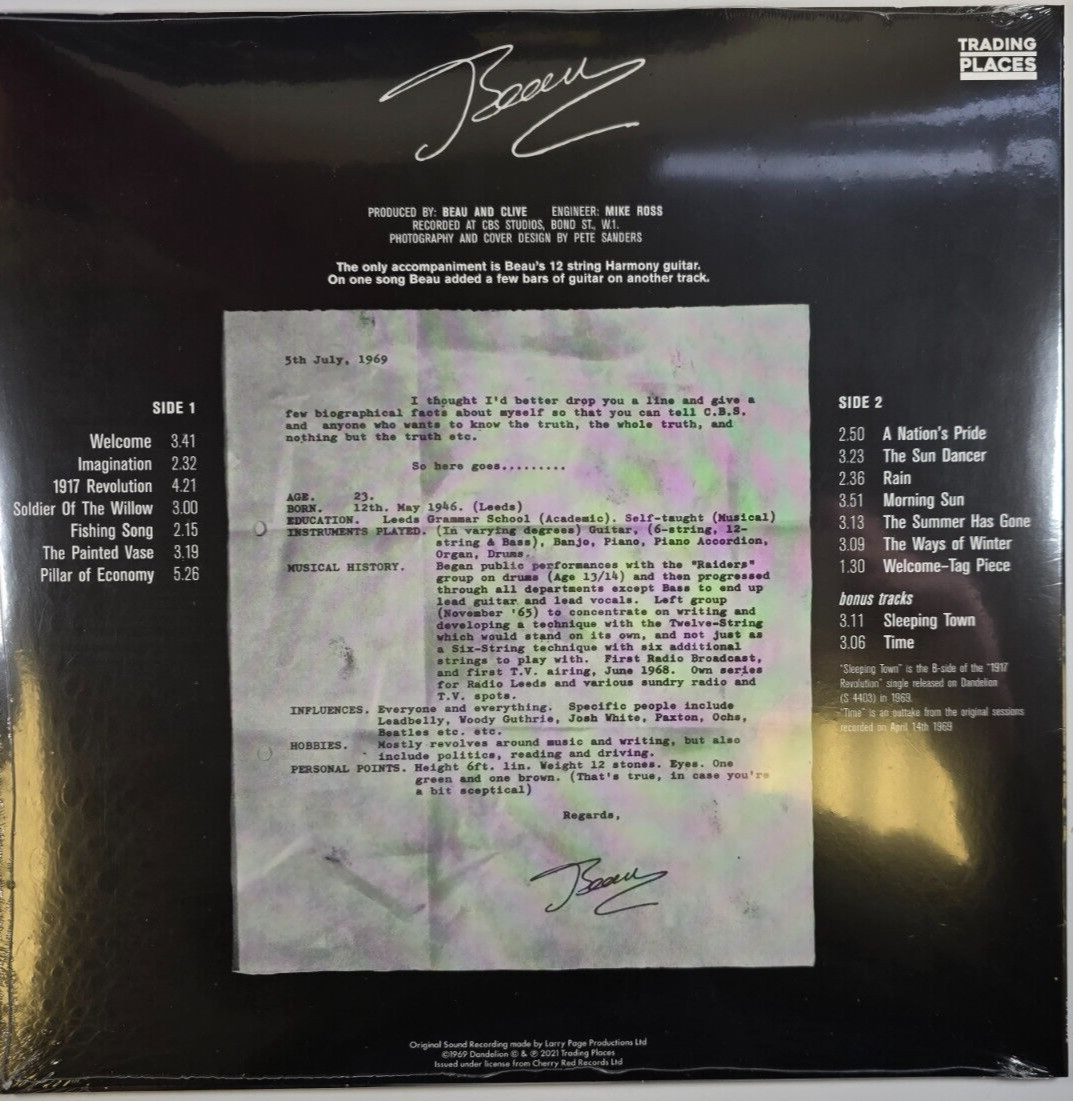 Beau
TRADING
PLACES
PRODUCED BY: BEAU AND CLIVE ENGINEER: MIKE ROSS
RECORDED AT CBS STUDIOS, BOND ST., W.1.
PHOTOGRAPHY AND COVER DESIGN BY PETE SANDERS
The only accompaniment is Beau's 12 string Harmony guitar.
On one song Beau added a few bars of guitar on another track.
SIDE 1
Welcome 3.41
Imagination 2.32
1917 Revolution 4.21
Soldier Of The Willow 3.00
Fishing Song 2.15
The Painted Vase 3.19
Pillar of Economy 5.26
5th July, 1969
I thought I'd better drop you a line and give a
few biographical facts about myself so that you can tell C.B.S.
and anyone who wants to know the truth, the whole truth, and
nothing but the truth etc.
So here goes.........
AGE. 23.
BORN. 12th. May 1946. (Leeds)
EDUCATION. Leeds Grammar School (Academic). Self-taught (Musical)
INSTRUMENTS PLAYED. (In varying degrees) Guitar, (6-string, 12-
string & Bass), Banjo, Piano, Piano Accordion,
Organ, Drums.
MUSICAL HISTORY. Began public performances with the "Raiders"
group on drums (Age 13/14) and then progressed
through all departments except Bass to end up
lead guitar and lead vocals. Left group
(November '65) to concentrate on writing and
developing a technique with the Twelve-String
which would stand on its own, and not just as
a Six-String technique with six additional
strings to play with. First Radio Broadcast,
and first T.V. airing, June 1968. Own series
for Radio Leeds and various sundry radio and
T.V. spots.
INFLUENCES. Everyone and everything. Specific people include
Leadbelly, Woody Guthrie, Josh White, Paxton, Ochs,
Beatles etc. etc.
HOBBIES. Mostly revolves around music and writing, but also
include politics, reading and driving.
PERSONAL POINTS. Height 6ft. 1in. Weight 12 stones. Eyes. One
green and one brown. (That's true, in case you're
a bit sceptical)
Regards,
Beau
SIDE 2
2.50 A Nation's Pride
3.23 The Sun Dancer
2.36 Rain
3.51 Morning Sun
3.13 The Summer Has Gone
3.09 The Ways of Winter
1.30 Welcome-Tag Piece
bonus tracks
3.11 Sleeping Town
3.06 Time
"Sleeping Town" is the B-side of the "1917
Revolution" single released on Dandelion
(S 4403) in 1969
"Time" is an outtake from the original sessions
recorded on April 14th 1969
Original Sound Recording made by Larry Page Productions Ltd
©1969 Dandelion © & ℗ 2021 Trading Places
Issued under license from Cherry Red Records Ltd